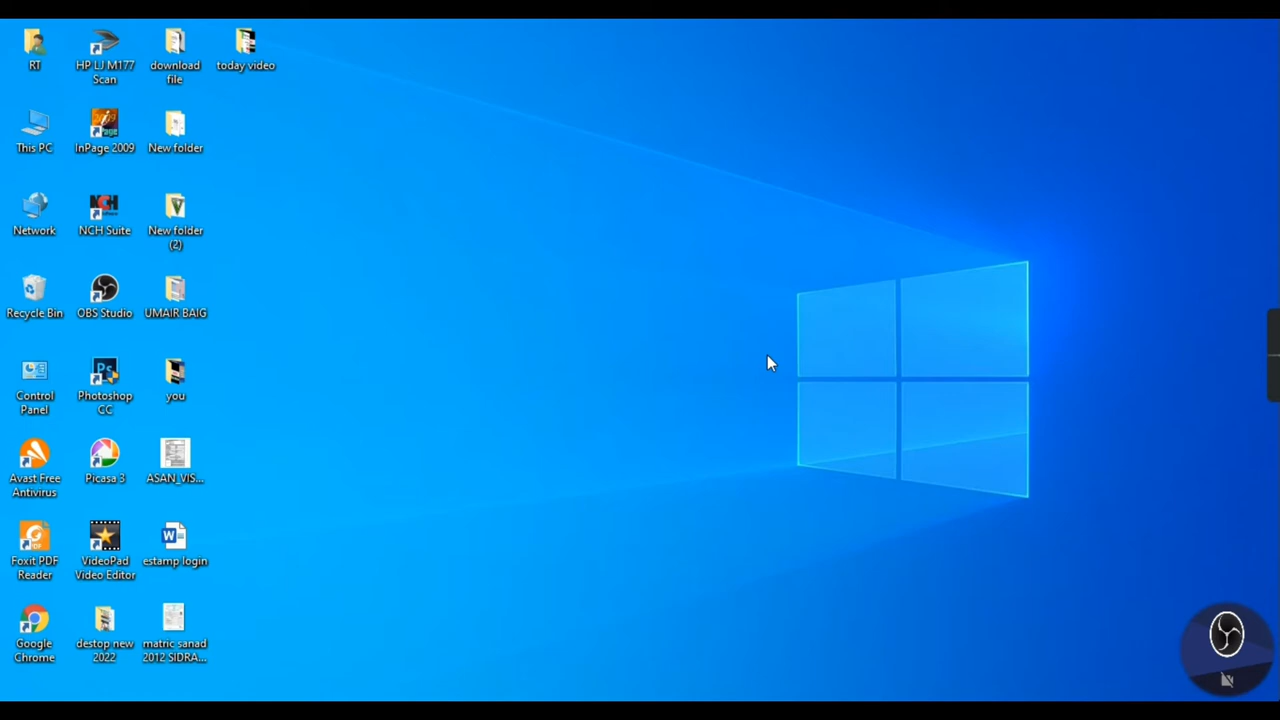 RT
HP LJ M177
Scan
download
file
today video
This PC
InPage 2009
New folder
Network
NCH Suite
New folder
(2)
Recycle Bin
OBS Studio
UMAIR BAIG
Control
Panel
Photoshop
CC
you
Avast Free
Antivirus
Picasa 3
ASAN_VIS...
Foxit PDF
Reader
VideoPad
Video Editor
estamp login
Google
Chrome
destop new
2022
matric sanad
2012 SIDRA...